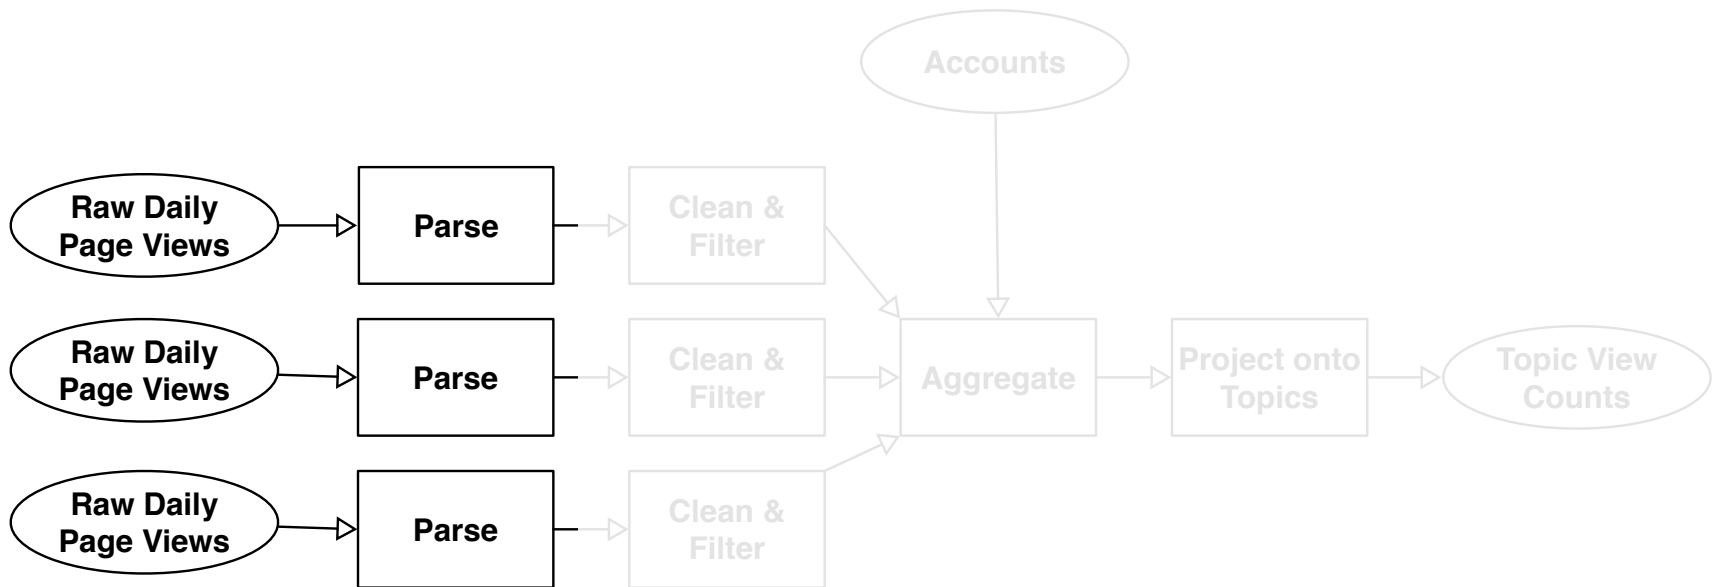 Accounts
Raw Daily
Page Views
Parse
Clean &
Filter
Raw Daily
Page Views
Parse
Clean &
Filter
Aggregate
Project onto
Topics
Topic View
Counts
Raw Daily
Page Views
Parse
Clean &
Filter